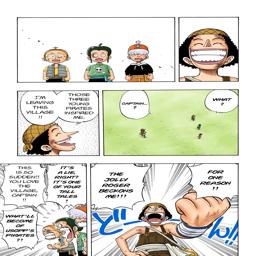 WHAT
?
CAPTAIN...
?
THOSE
THREE
YOUNG
PIRATES
INSPIRED
ME.
I'M
LEAVING
THIS
VILLAGE
!!
FOR
ONE
REASON
!!
THE
JOLLY
ROGER
BECKONS
ME!!!
IT'S A
LIE,
RIGHT?
IT'S ONE
OF YOUR
TALL
TALES
THIS
IS SO
SUDDEN!!
YOU LOVE
THE
VILLAGE,
CAPTAIN
!!
WHAT'LL
BECOME
OF
USOPP'S
PIRATES
??
ドン!!